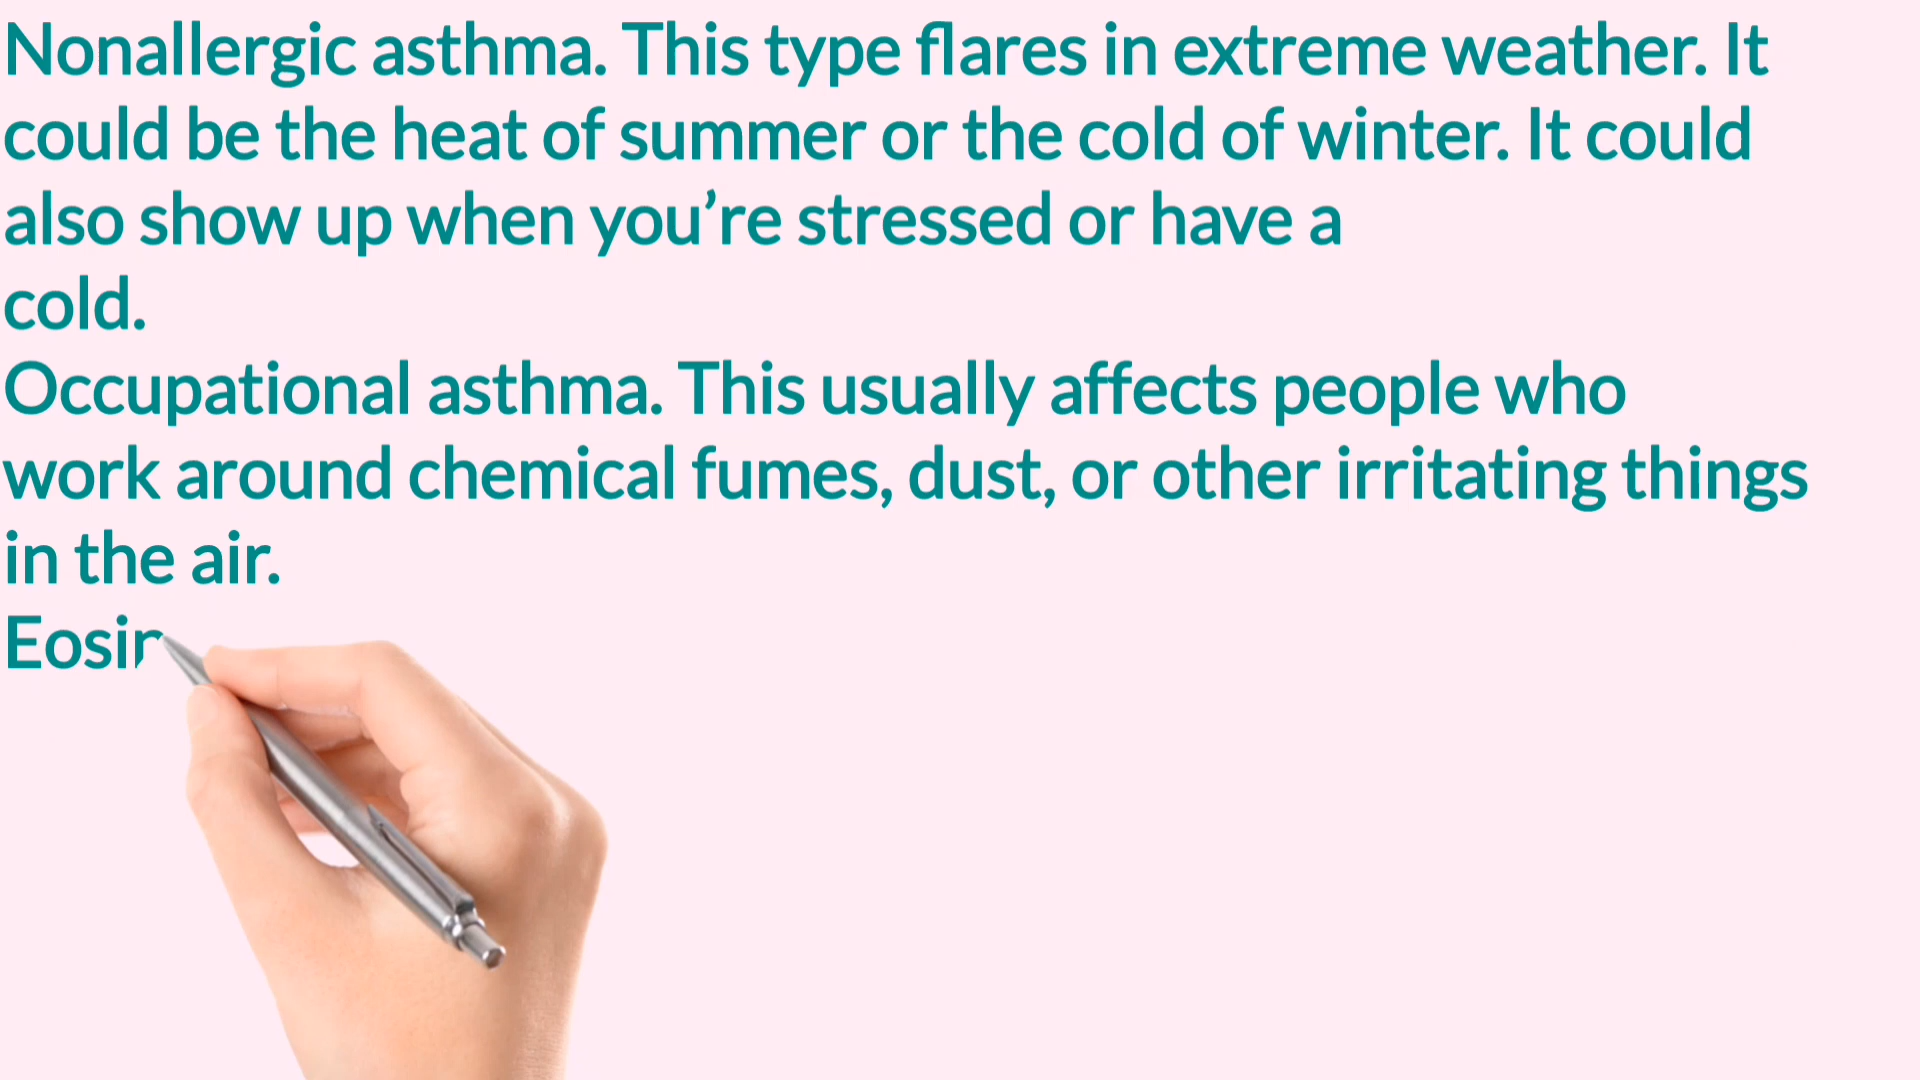 Nonallergic asthma. This type flares in extreme weather. It
could be the heat of summer or the cold of winter. It could
also show up when you’re stressed or have a
cold.
Occupational asthma. This usually affects people who
work around chemical fumes, dust, or other irritating things
in the air.